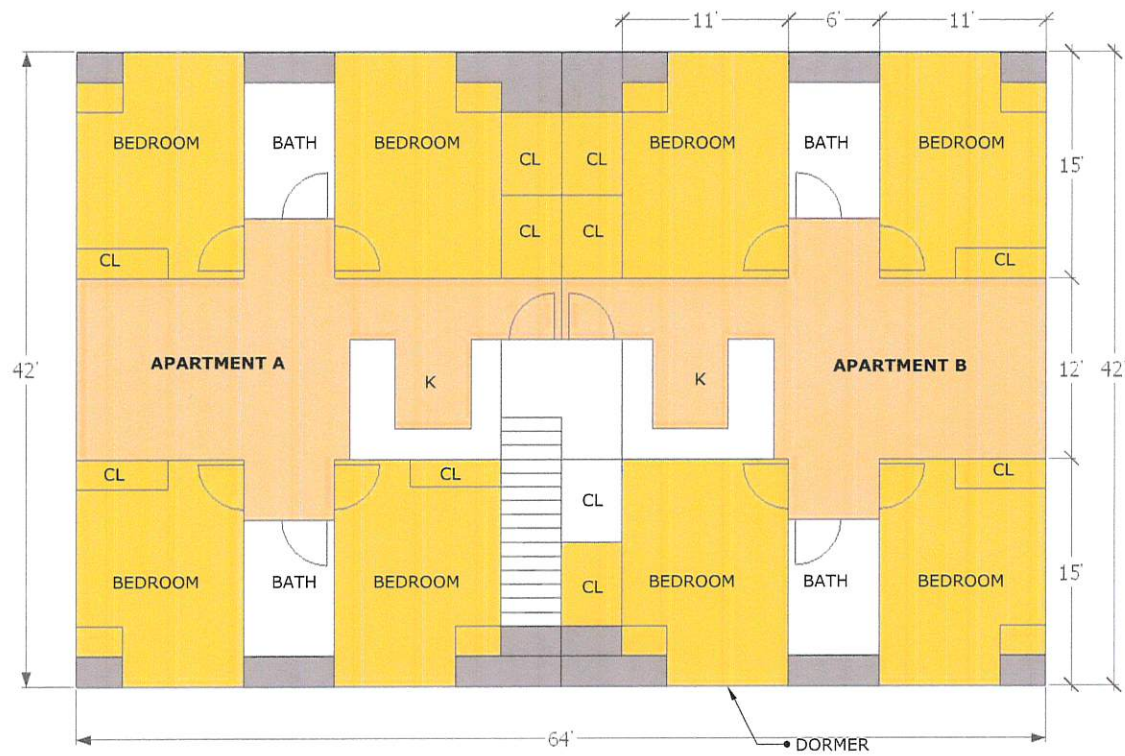 11' 6' 11'
BEDROOM BATH BEDROOM CL CL BEDROOM BATH BEDROOM
15'
CL CL
CL CL
APARTMENT A APARTMENT B
42' 12' 42'
K K
CL CL CL
CL
BEDROOM BATH BEDROOM CL BEDROOM BATH BEDROOM
15'
64'
DORMER